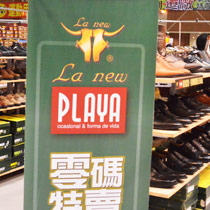 La new
®
La new
PLAYA
ocasional & forma de vida
零碼
特賣